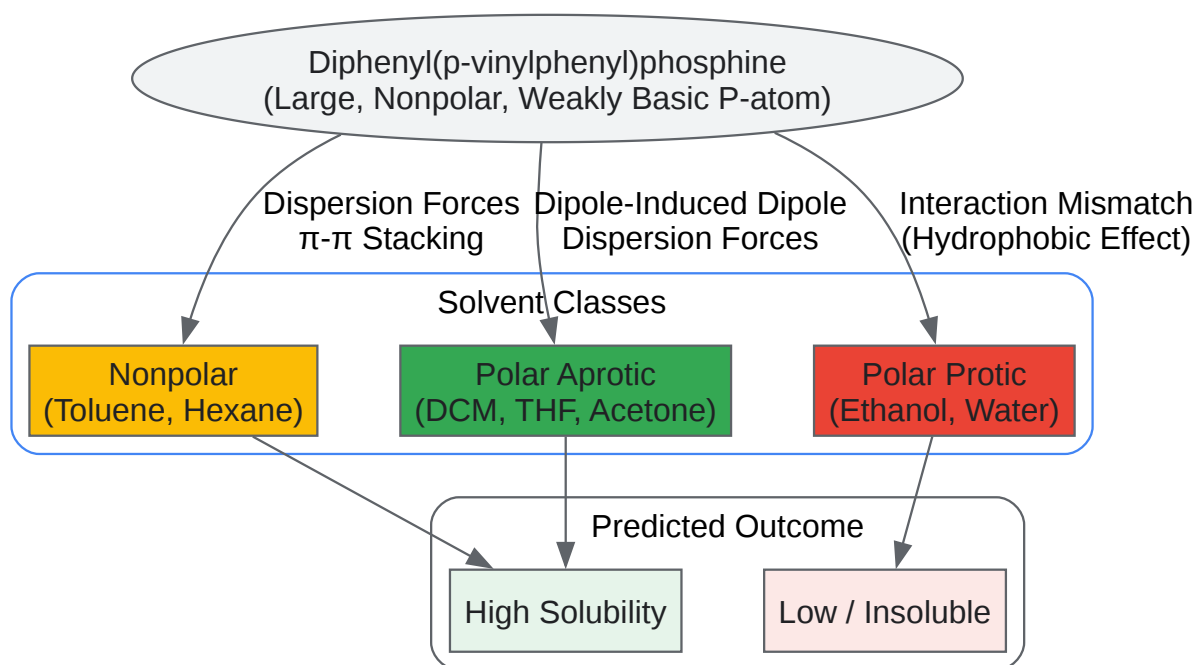 Diphenyl(p-vinylphenyl)phosphine
(Large, Nonpolar, Weakly Basic P-atom)
Dispersion Forces
π-π Stacking
Dipole-Induced Dipole
Dispersion Forces
Interaction Mismatch
(Hydrophobic Effect)
Solvent Classes
Nonpolar
(Toluene, Hexane)
Polar Aprotic
(DCM, THF, Acetone)
Polar Protic
(Ethanol, Water)
Predicted Outcome
High Solubility
Low / Insoluble